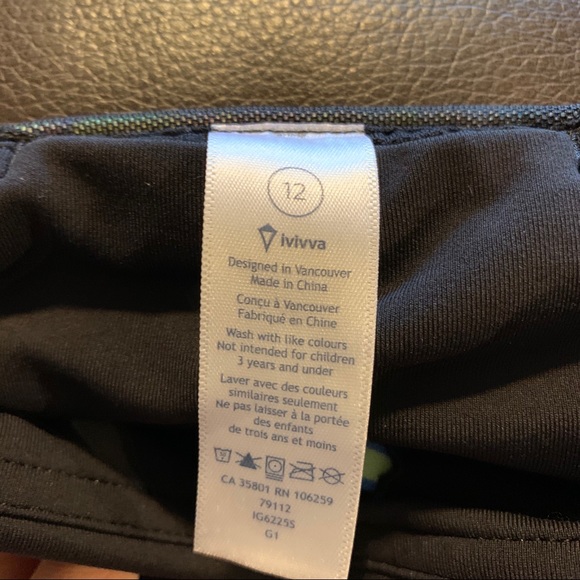 12
ivivva
Designed in Vancouver
Made in China
Conçu à Vancouver
Fabriqué en Chine
Wash with like colours
Not intended for children
3 years and under
Laver avec des couleurs
similaires seulement
Ne pas laisser à la portée
des enfants
de trois ans et moins
CA 35801 RN 106259
79112
IG6225S
G1